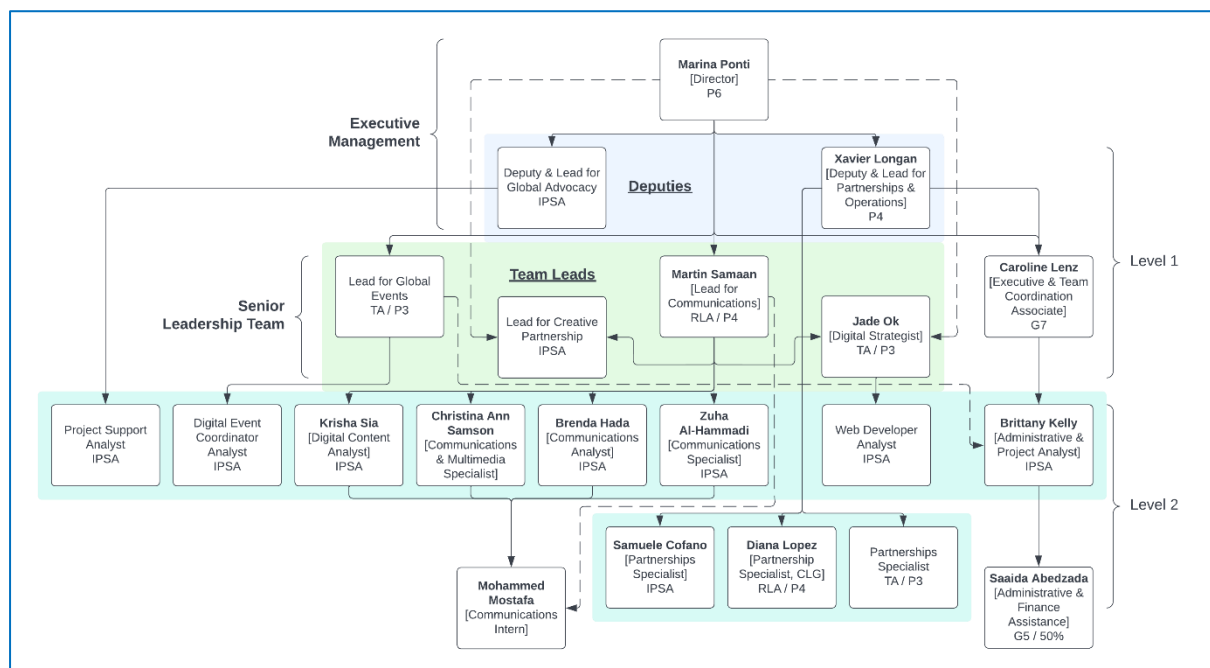 Marina Ponti
[Director]
P6
Executive
Management
Deputy & Lead for
Global Advocacy
IPSA
Deputies
Xavier Longan
[Deputy & Lead for
Partnerships &
Operations]
P4
Level 1
Senior
Leadership Team
Lead for Global
Events
TA / P3
Team Leads
Lead for Creative
Partnership
IPSA
Martin Samaan
[Lead for
Communications]
RLA / P4
Jade Ok
[Digital Strategist]
TA / P3
Caroline Lenz
[Executive & Team
Coordination
Associate]
G7
Project Support
Analyst
IPSA
Digital Event
Coordinator
Analyst
IPSA
Krisha Sia
[Digital Content
Analyst]
IPSA
Christina Ann
Samson
[Communications
& Multimedia
Specialist]
Brenda Hada
[Communications
Analyst]
IPSA
Zuha
Al-Hammadi
[Communications
Specialist]
IPSA
Web Developer
Analyst
IPSA
Brittany Kelly
[Administrative &
Project Analyst]
IPSA
Level 2
Mohammed
Mostafa
[Communications
Intern]
Samuele Cofano
[Partnerships
Specialist]
IPSA
Diana Lopez
[Partnership
Specialist, CLG]
RLA / P4
Partnerships
Specialist
TA / P3
Saaida Abedzada
[Administrative &
Finance
Assistance]
G5 / 50%